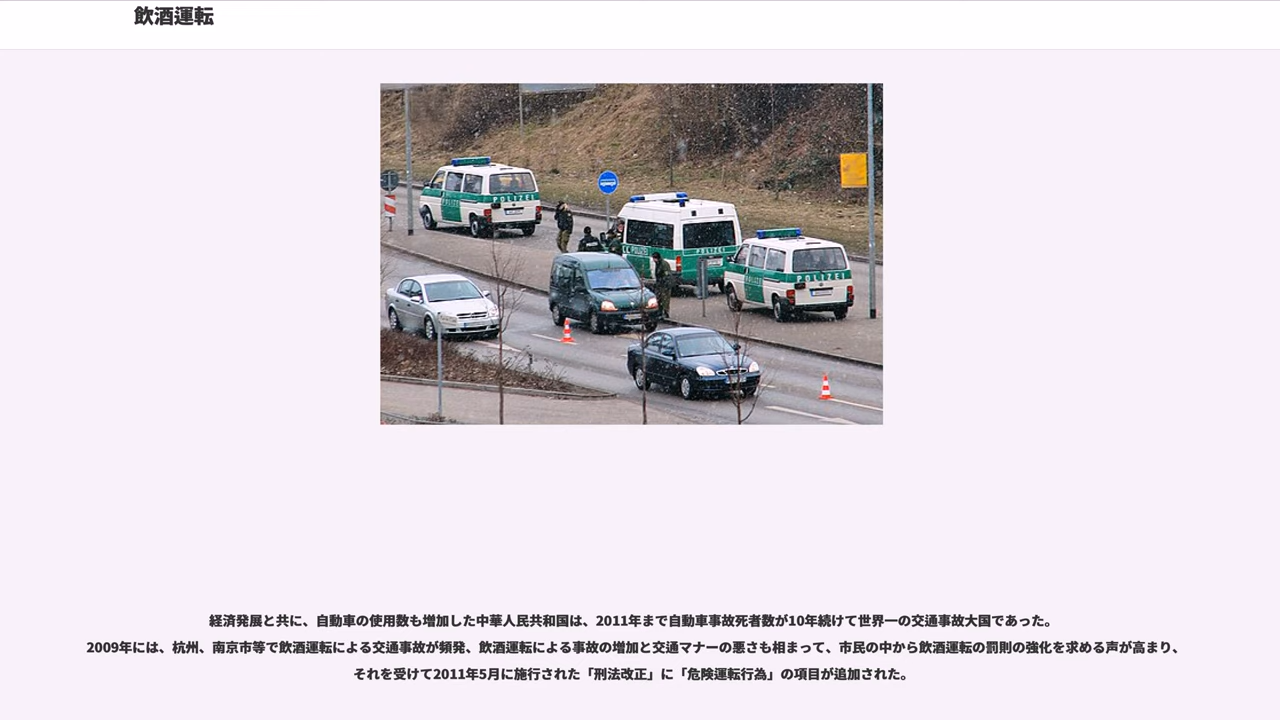 飲酒運転
POLIZEI
POLIZEI
POLIZEI
POLIZEI
経済発展と共に、自動車の使用数も増加した中華人民共和国は、2011年まで自動車事故死者数が10年続けて世界一の交通事故大国であった。
2009年には、杭州、南京市等で飲酒運転による交通事故が頻発、飲酒運転による事故の増加と交通マナーの悪さも相まって、市民の中から飲酒運転の罰則の強化を求める声が高まり、
それを受けて2011年5月に施行された「刑法改正」に「危険運転行為」の項目が追加された。